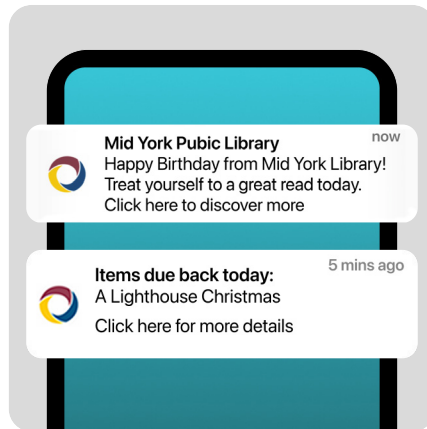 now
Mid York Pubic Library
Happy Birthday from Mid York Library!
Treat yourself to a great read today.
Click here to discover more
5 mins ago
Items due back today:
A Lighthouse Christmas
Click here for more details